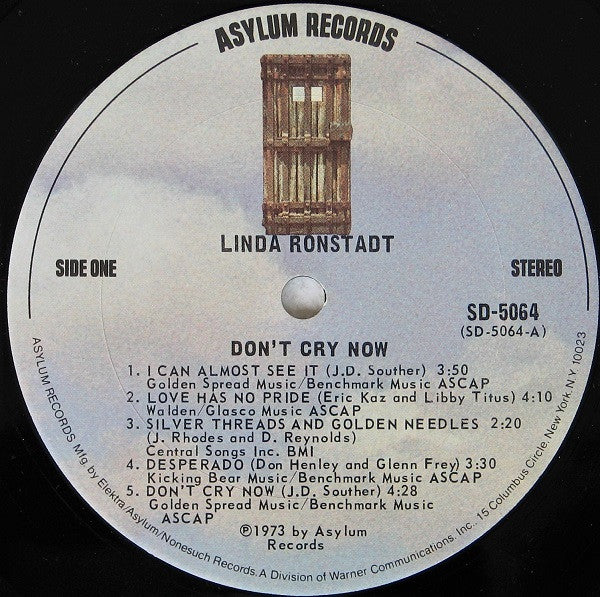 ASYLUM RECORDS
LINDA RONSTADT
SIDE ONE
STEREO
SD-5064
(SD-5064-A)
DON'T CRY NOW
1. I CAN ALMOST SEE IT (J.D. Souther) 3:50
Golden Spread Music/Benchmark Music ASCAP
2. LOVE HAS NO PRIDE (Eric Kaz and Libby Titus) 4:10
Walden/Glasco Music ASCAP
3. SILVER THREADS AND GOLDEN NEEDLES 2:20
(J. Rhodes and D. Reynolds)
Central Songs Inc. BMI
4. DESPERADO (Don Henley and Glenn Frey) 3:30
Kicking Bear Music/Benchmark Music ASCAP
5. DON'T CRY NOW (J.D. Souther) 4:28
Golden Spread Music/Benchmark Music
ASCAP
℗1973 by Asylum
Records
ASYLUM RECORDS Mfg. by Elektra/Asylum/Nonesuch Records. A Division of Warner Communications. Inc. 15 Columbus Circle, New York. N.Y. 10023